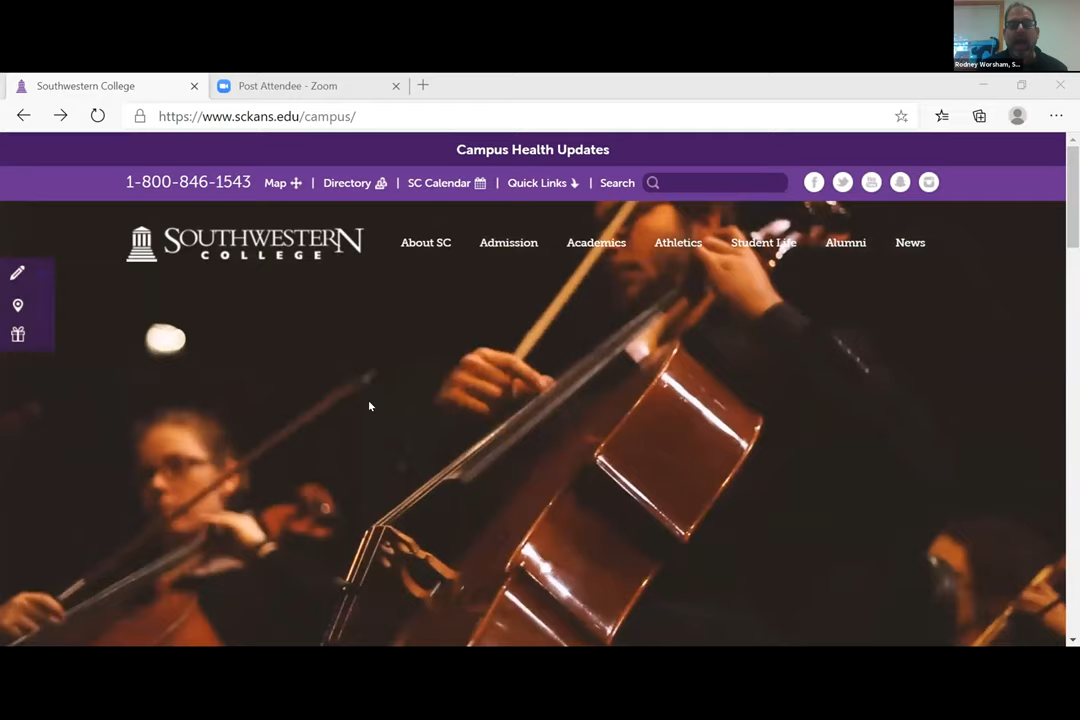 Rodney Worsham, S...
Southwestern College
Post Attendee - Zoom
https://www.sckans.edu/campus/
Campus Health Updates
1-800-846-1543 Map | Directory | SC Calendar | Quick Links | Search
SOUTHWESTERN
COLLEGE
About SC Admission Academics Athletics Student Life Alumni News